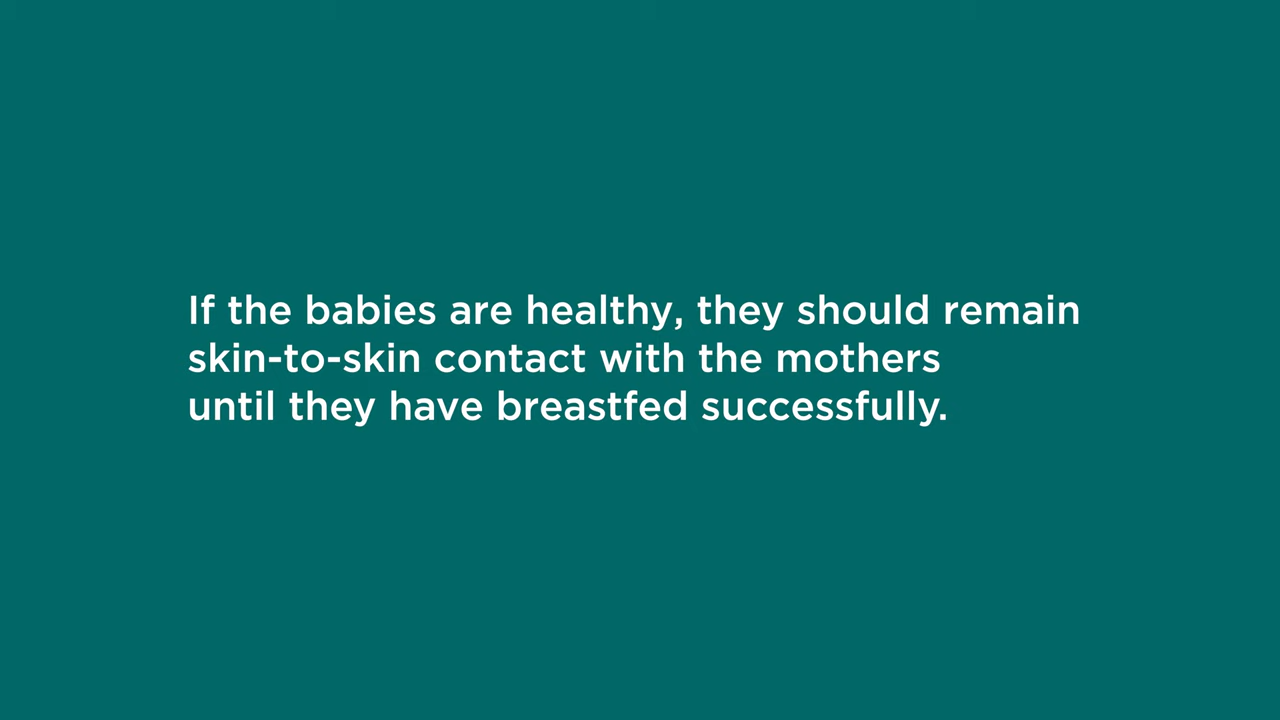 If the babies are healthy, they should remain
skin-to-skin contact with the mothers
until they have breastfed successfully.